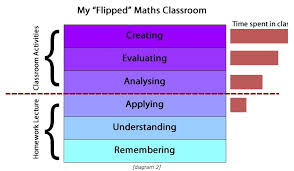 My "Flipped" Maths Classroom
Time spent in clas
Classroom Activities
Creating
Evaluating
Analysing
Homework Lecture
Applying
Understanding
Remembering
[diagram 2]